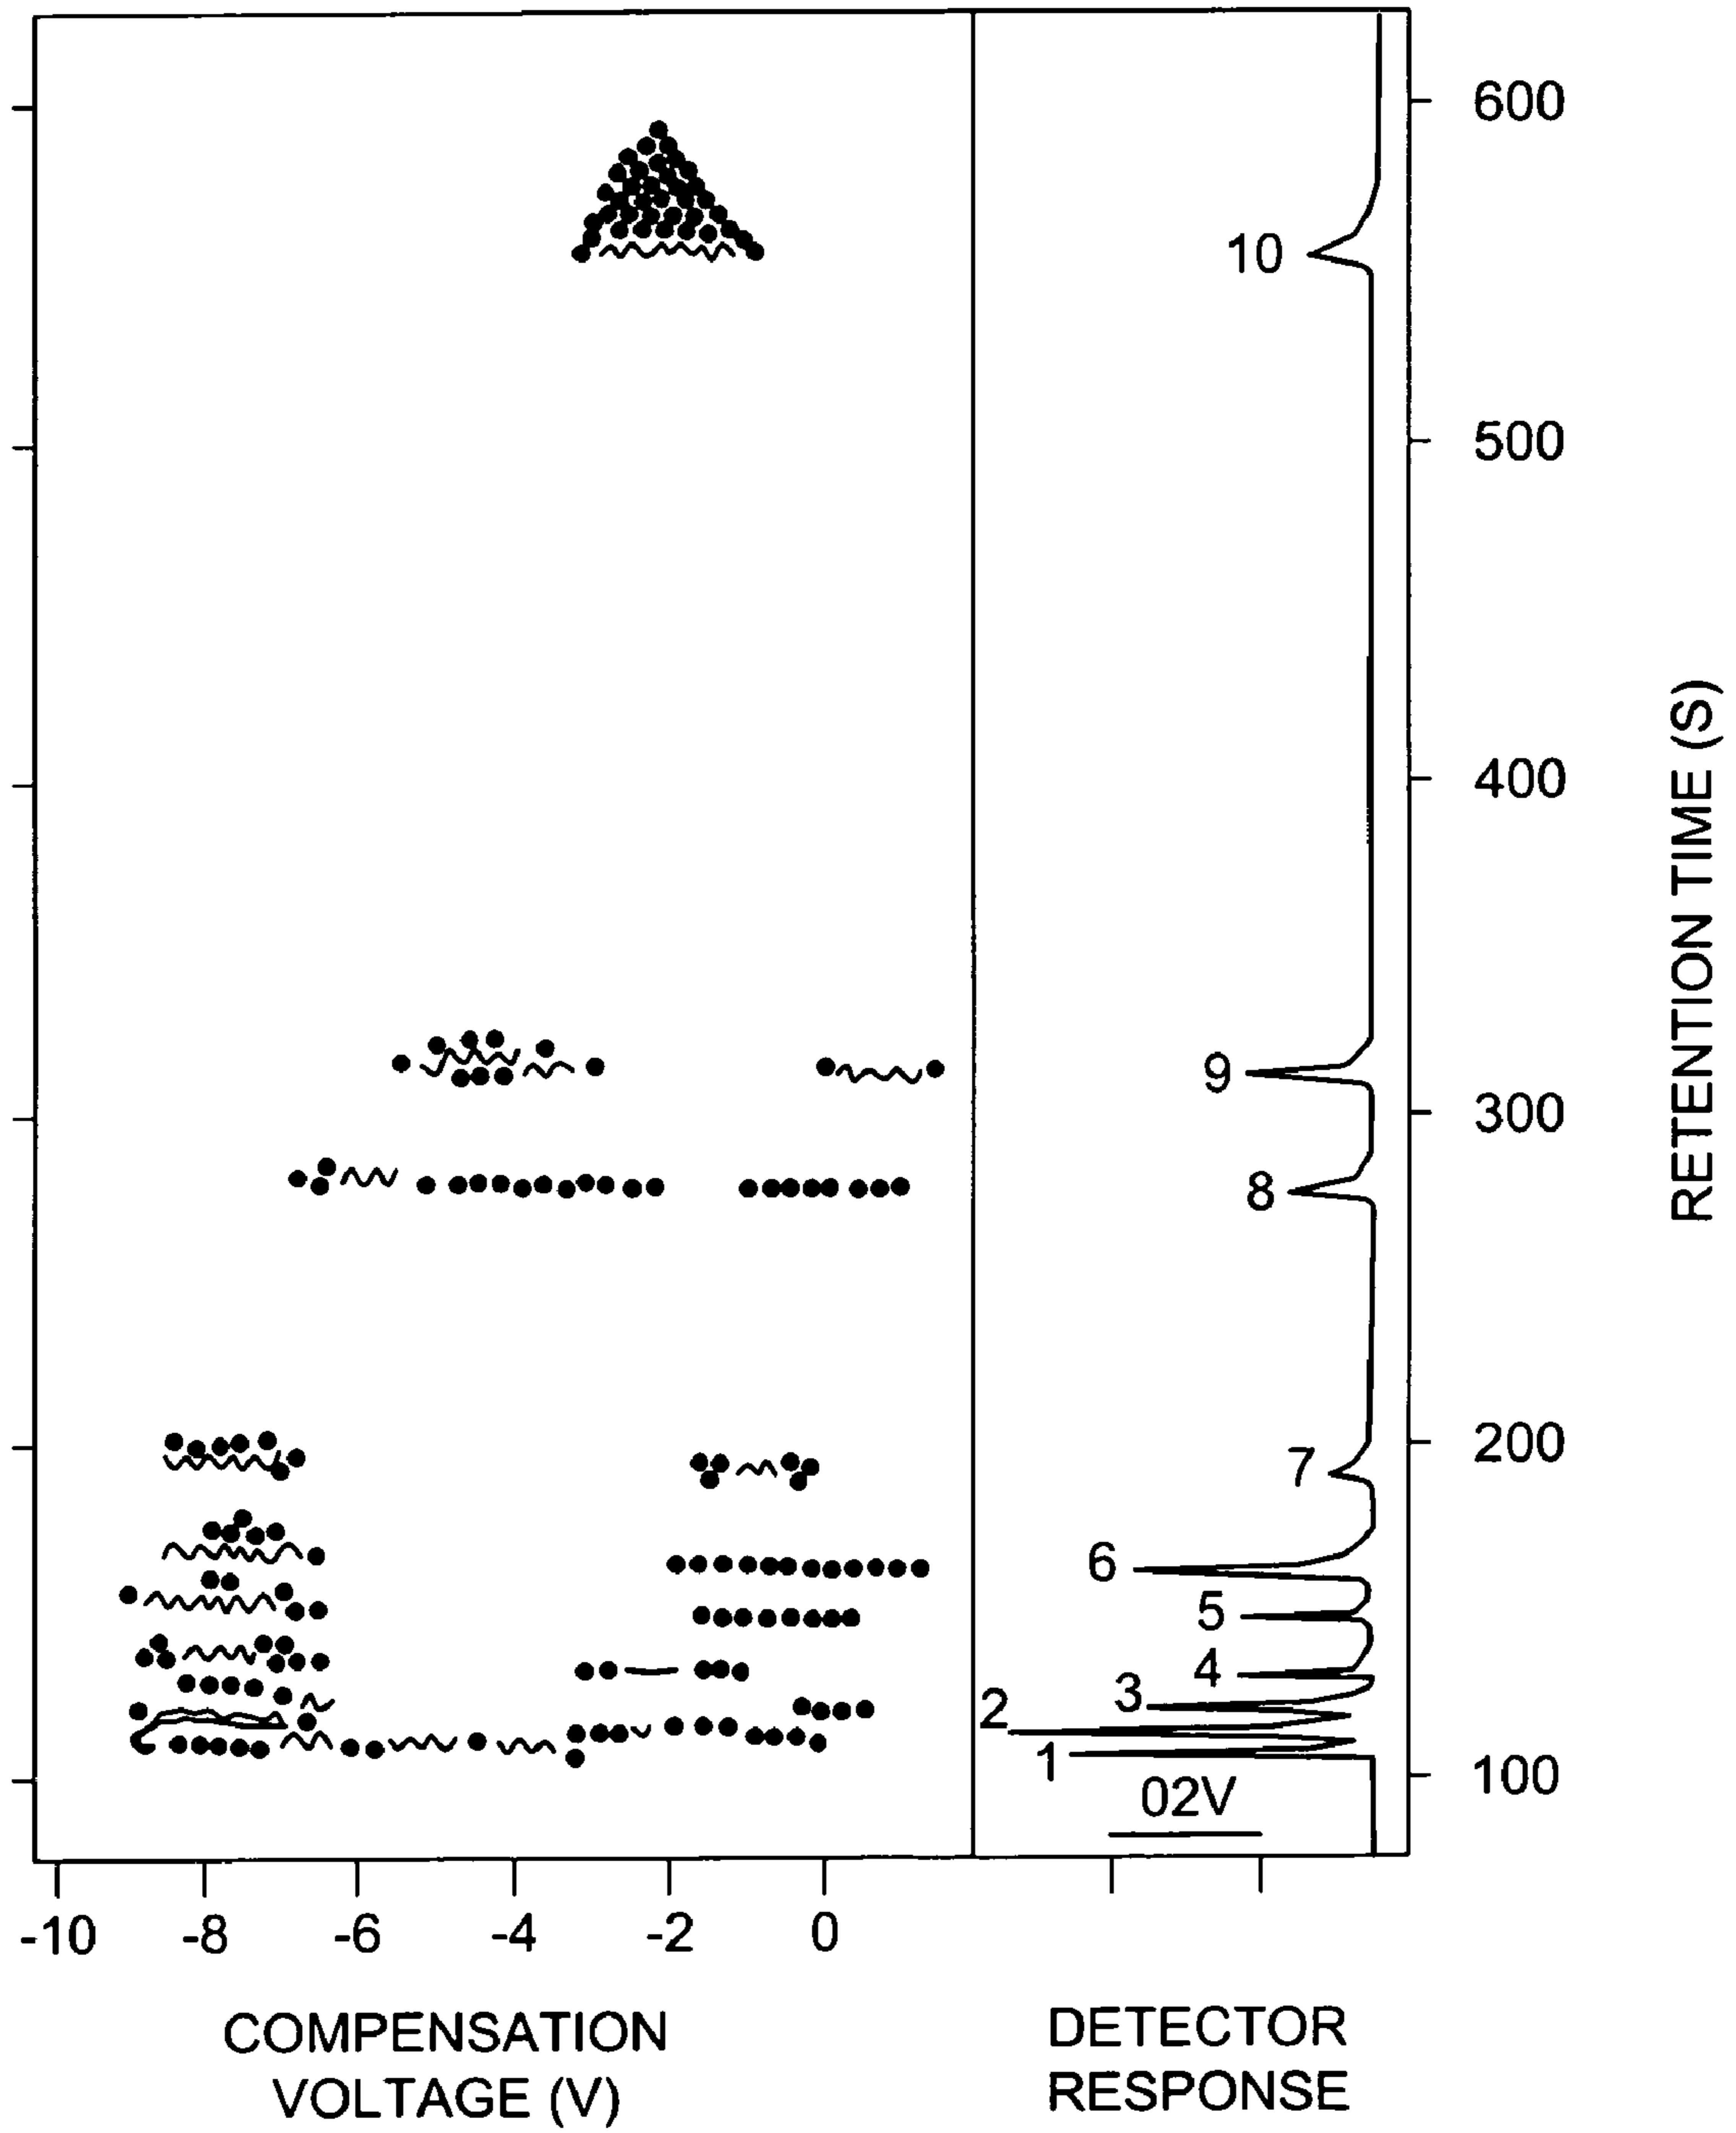 600
10
500
400
RETENTION TIME (S)
9
300
8
200
7
6
5
4
3
2
1
100
02V
-10 -8 -6 -4 -2 0
COMPENSATION
VOLTAGE (V)
DETECTOR
RESPONSE